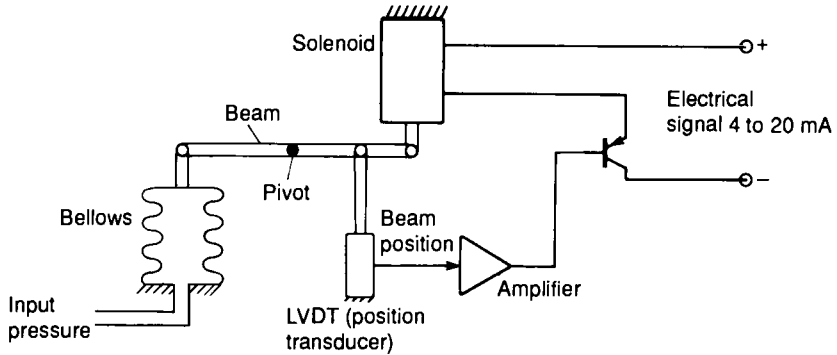 Solenoid
+
Beam
Electrical
signal 4 to 20 mA
Pivot
−
Bellows
Beam
position
Amplifier
Input
pressure
LVDT (position
transducer)